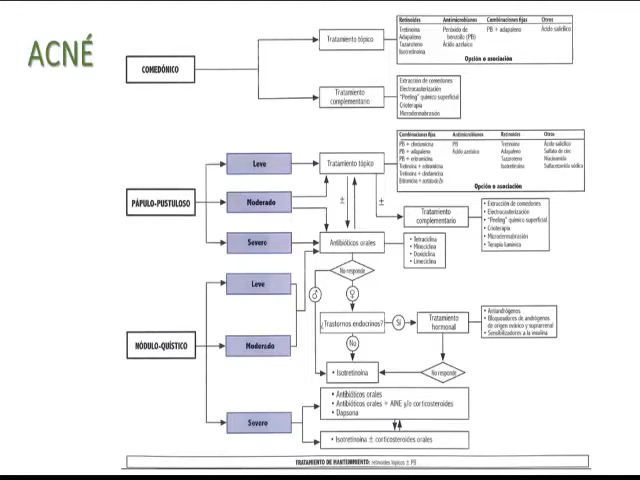 ACNÉ
COMEDÓNICO
Tratamiento tópico
Retinoides
Tretinoína
Adapaleno
Tazaroteno
Isotretinoína
Antimicrobianos
Peróxido de
benzoilo (PB)
Ácido azelaico
Combinaciones fijas
PB + adapaleno
Otros
Ácido salicílico
Opción o asociación
Tratamiento
complementario
Extracción de comedones
Electrocauterización
"Peeling" químico superficial
Crioterapia
Microdermabrasión
PÁPULO-PUSTULOSO
Leve
Moderado
Severo
Tratamiento tópico
Combinaciones fijas
PB + clindamicina
PB + adapaleno
PB + eritromicina
Tretinoína + eritromicina
Tretinoína + clindamicina
Eritromicina + acetato de Zn
Antimicrobianos
PB
Ácido azelaico
Retinoides
Tretinoína
Adapaleno
Tazaroteno
Isotretinoína
Otros
Ácido salicílico
Sulfato de zinc
Niacinamida
Sulfacetamida sódica
Opción o asociación
±
±
Tratamiento
complementario
• Extracción de comedones
• Electrocauterización
• "Peeling" químico superficial
• Crioterapia
• Microdermabrasión
• Terapia lumínica
Antibióticos orales
• Tetraciclina
• Minociclina
• Doxiciclina
• Limeciclina
No responde
♂
♀
NÓDULO-QUÍSTICO
Leve
Moderado
Severo
¿Trastornos endocrinos?
Sí
Tratamiento
hormonal
• Antiandrógenos
• Bloqueadores de andrógenos
de origen ovárico y suprarrenal
• Sensibilizadores a la insulina
No
• Isotretinoína
No responde
• Antibióticos orales
• Antibióticos orales + AINE y/o corticosteroides
• Dapsona
• Isotretinoína ± corticosteroides orales
TRATAMIENTO DE MANTENIMIENTO: retinoides tópicos ± PB